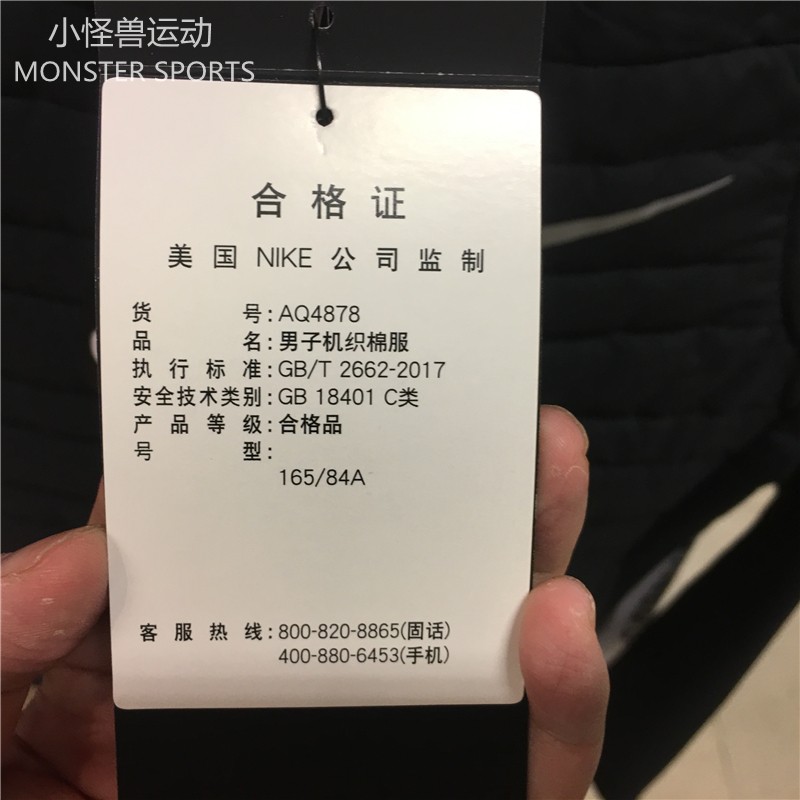 小怪兽运动
MONSTER SPORTS
合格证
美国 NIKE 公司监制
货号:AQ4878
品名:男子机织棉服
执行标准:GB/T 2662-2017
安全技术类别:GB 18401 C类
产品等级:合格品
号型:
165/84A
客服热线:800-820-8865(固话)
400-880-6453(手机)